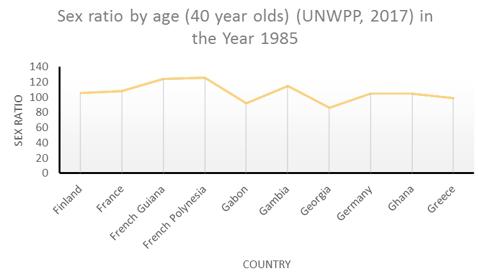 Sex ratio by age (40 year olds) (UNWPP, 2017) in
the Year 1985
140
120
100
80
60
40
20
0
SEX RATIO
Finland
France
French Guiana
French Polynesia
Gabon
Gambia
Georgia
Germany
Ghana
Greece
COUNTRY